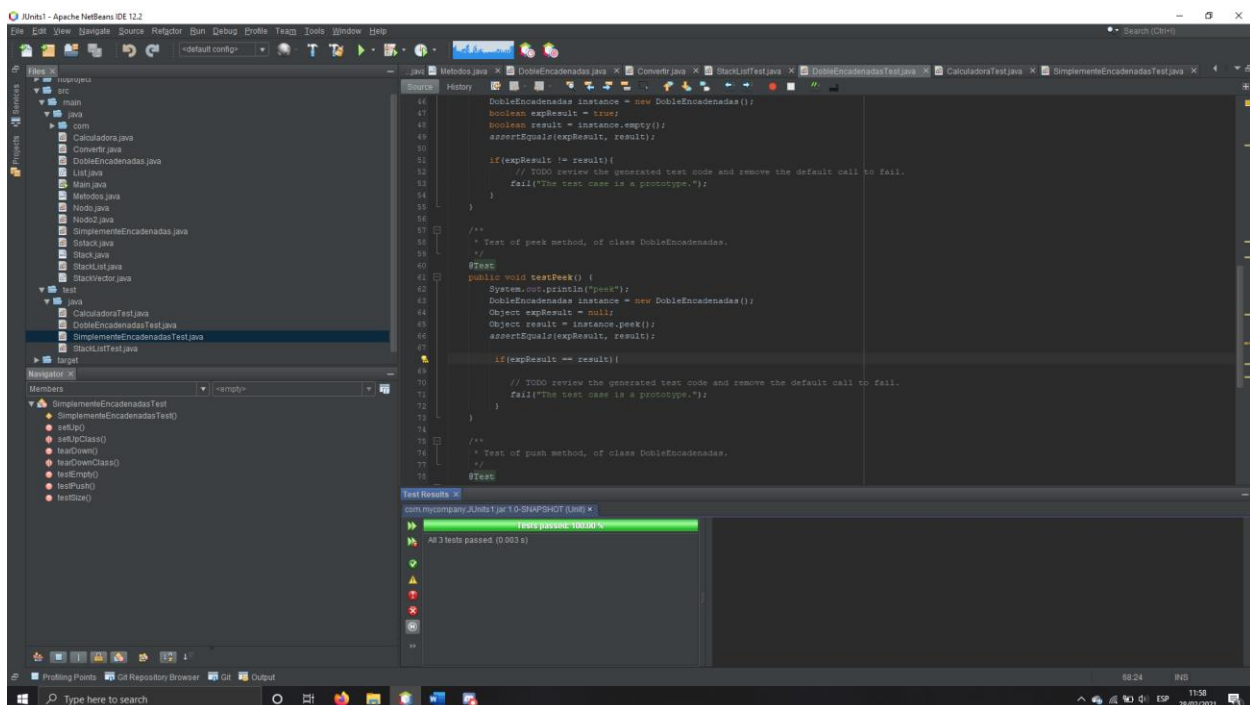 JUnits1 - Apache NetBeans IDE 12.2
File Edit View Navigate Source Refactor Run Debug Profile Team Tools Window Help
Search (Ctrl+I)
<default config>
Files
...java Metodos.java DobleEncadenadas.java Convertir.java StackListTest.java DobleEncadenadasTest.java CalculadoraTest.java SimplementeEncadenadasTest.java
Source History
Services
Projects
Files
src
main
java
com
Calculadora.java
Convertir.java
DobleEncadenadas.java
List.java
Main.java
Metodos.java
Nodo.java
Nodo2.java
SimplementeEncadenadas.java
Sstack.java
Stack.java
StackList.java
StackVector.java
test
java
CalculadoraTest.java
DobleEncadenadasTest.java
SimplementeEncadenadasTest.java
StackListTest.java
target
Navigator
Members <empty>
SimplementeEncadenadasTest
SimplementeEncadenadasTest()
setUp()
setUpClass()
tearDown()
tearDownClass()
testEmpty()
testPush()
testSize()
46 DobleEncadenadas instance = new DobleEncadenadas();
47 boolean expResult = true;
48 boolean result = instance.empty();
49 assertEquals(expResult, result);
50
51 if(expResult != result){
52 // TODO review the generated test code and remove the default call to fail.
53 fail("The test case is a prototype.");
54 }
55 }
56
57 /**
58 * Test of peek method, of class DobleEncadenadas.
59 */
60 @Test
61 public void testPeek() {
62 System.out.println("peek");
63 DobleEncadenadas instance = new DobleEncadenadas();
64 Object expResult = null;
65 Object result = instance.peek();
66 assertEquals(expResult, result);
67
if(expResult == result){
69
70 // TODO review the generated test code and remove the default call to fail.
71 fail("The test case is a prototype.");
72 }
73 }
74
75 /**
76 * Test of push method, of class DobleEncadenadas.
77 */
78 @Test
Test Results
com.mycompany:JUnits1:jar:1.0-SNAPSHOT (Unit)
Tests passed: 100.00 %
All 3 tests passed. (0.003 s)
Profiling Points Git Repository Browser Git Output
68:24 INS
Type here to search
ESP
11:58